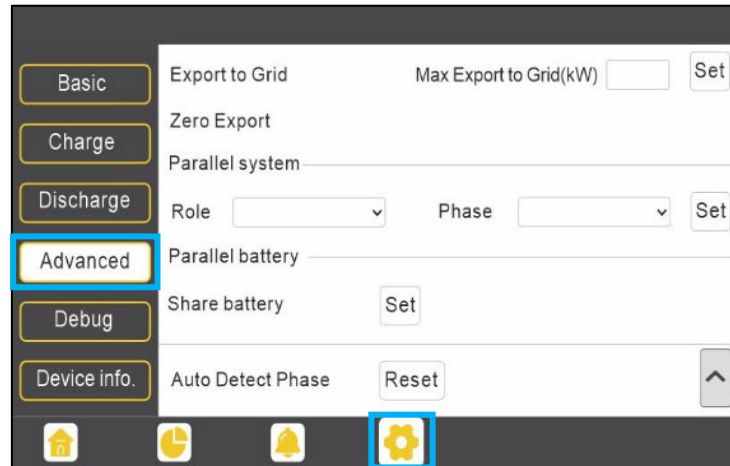 Basic
Charge
Discharge
Advanced
Debug
Device info.
Export to Grid Max Export to Grid(kW) Set
Zero Export
Parallel system
Role Phase Set
Parallel battery
Share battery Set
Auto Detect Phase Reset